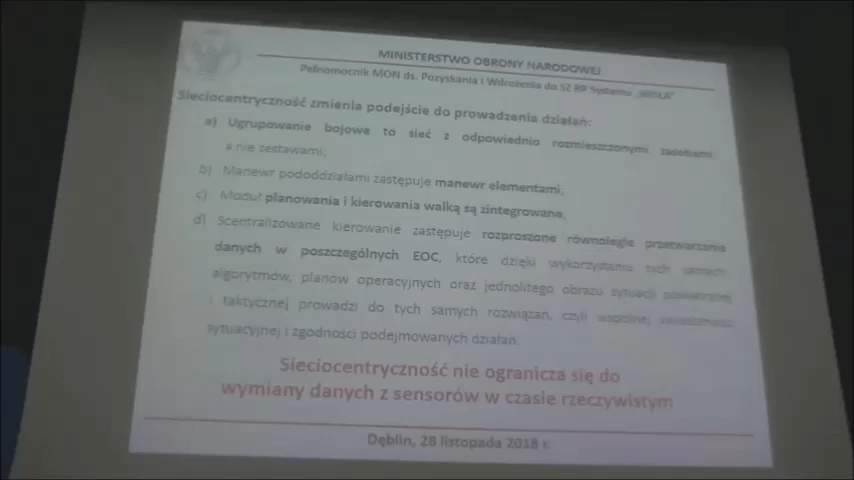 MINISTERSTWO OBRONY NARODOWEJ
Pełnomocnik MON ds. Pozyskania i Wdrożenia do SZ RP Systemu „WISŁA”
Sieciocentryczność zmienia podejście do prowadzenia działań:
a) Ugrupowanie bojowe to sieć z odpowiednio rozmieszczonymi zasobami
a nie zestawami;
b) Manewr pododdziałami zastępuje manewr elementami;
c) Moduł planowania i kierowania walką są zintegrowane,
d) Scentralizowane kierowanie zastępuje rozproszone równoległe przetwarzanie
danych w poszczególnych EOC, które dzięki wykorzystaniu tych samych
algorytmów, planów operacyjnych oraz jednolitego obrazu sytuacji powietrznej
i taktycznej prowadzi do tych samych rozwiązań, czyli wspólnej świadomości
sytuacyjnej i zgodności podejmowanych działań.
Sieciocentryczność nie ogranicza się do
wymiany danych z sensorów w czasie rzeczywistym
Dęblin, 28 listopada 2018 r.